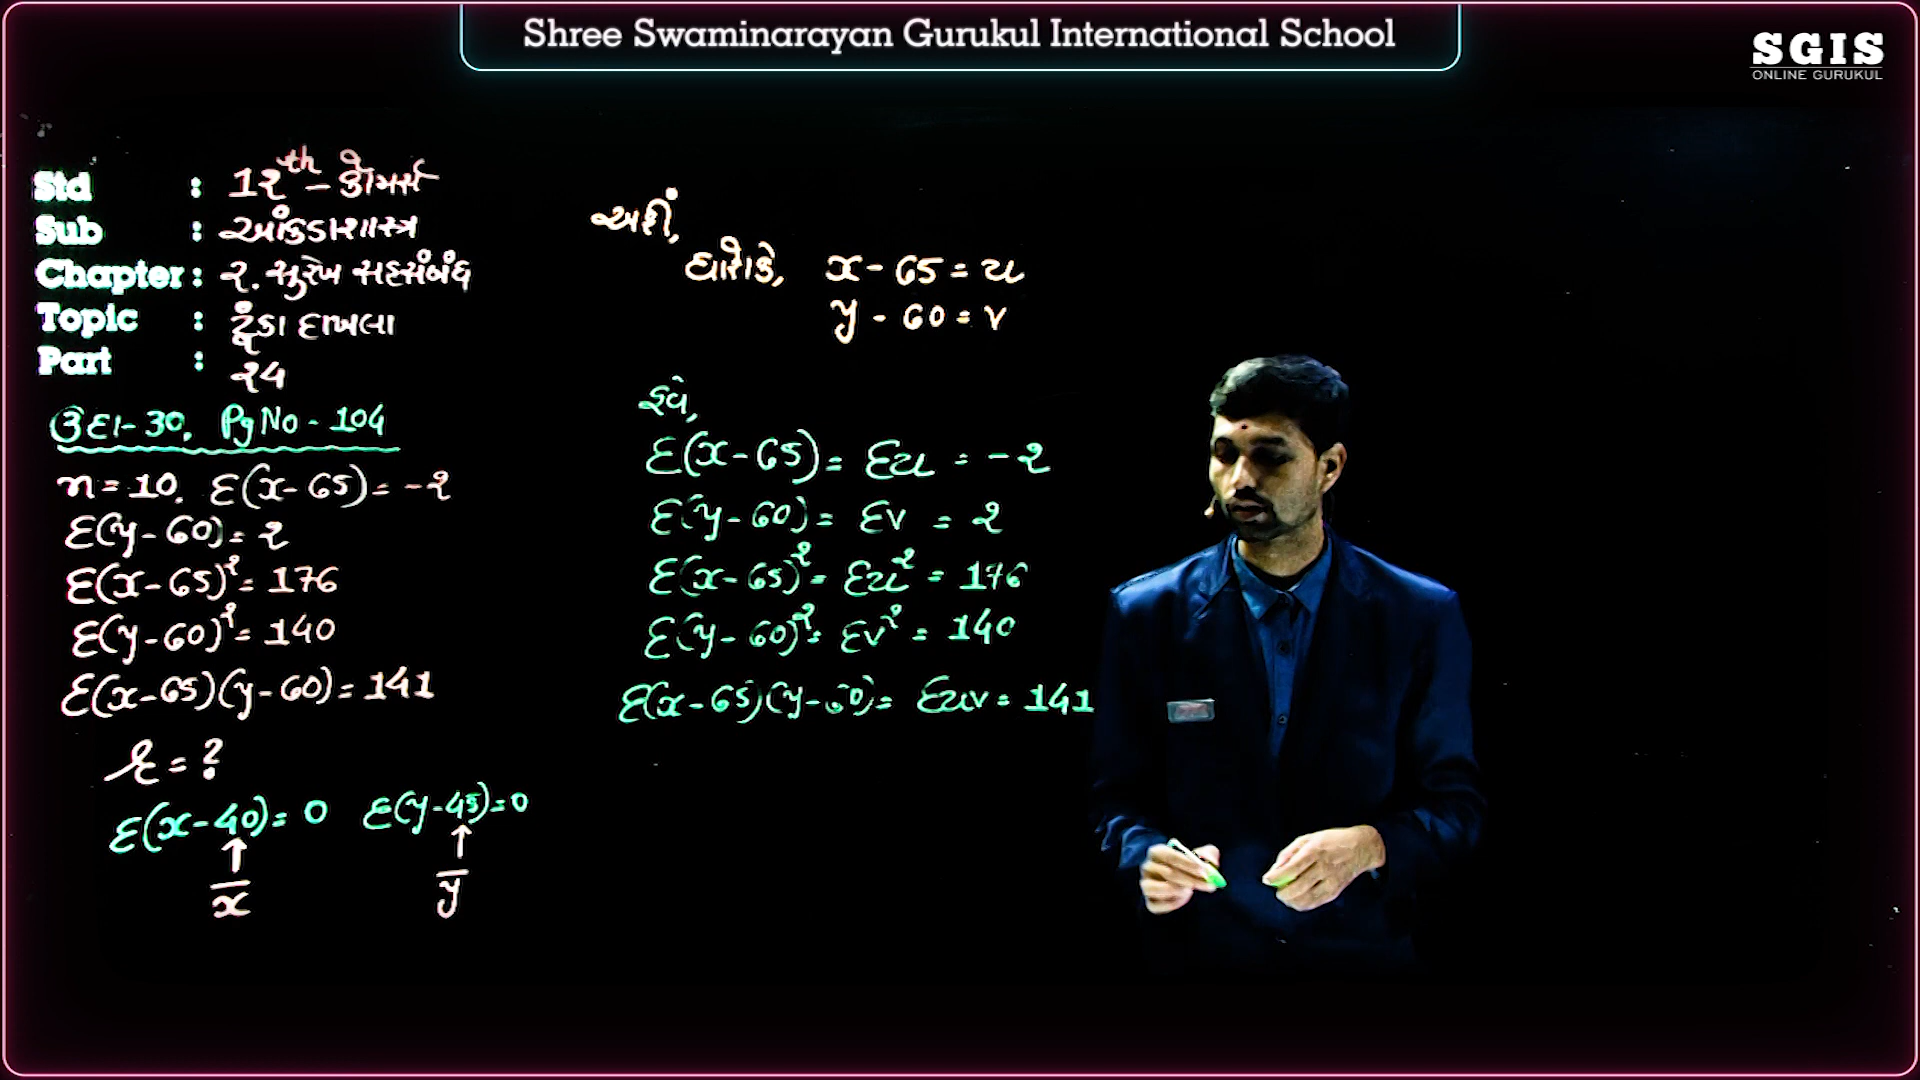 Shree Swaminarayan Gurukul International School
SGIS
ONLINE GURUKUL
Std : 12th - કોમર્સ
Sub : આંકડાશાસ્ત્ર
Chapter : ૨. સુરેખ સહસંબંધ
Topic : ટૂંકા દાખલા
Part : 24
ઉદા-30. Pg No - 104
n = 10. Σ(x - 65) = -2
Σ(y - 60) = 2
Σ(x - 65)² = 176
Σ(y - 60)² = 140
Σ(x - 65)(y - 60) = 141
r = ?
Σ(x - 40) = 0 Σ(y - 45) = 0
↑ ↑
x̄ ȳ
અહીં,
ધારોકે, x - 65 = u
y - 60 = v
હવે,
Σ(x - 65) = Σu = -2
Σ(y - 60) = Σv = 2
Σ(x - 65)² = Σu² = 176
Σ(y - 60)² = Σv² = 140
Σ(x - 65)(y - 60) = Σuv = 141